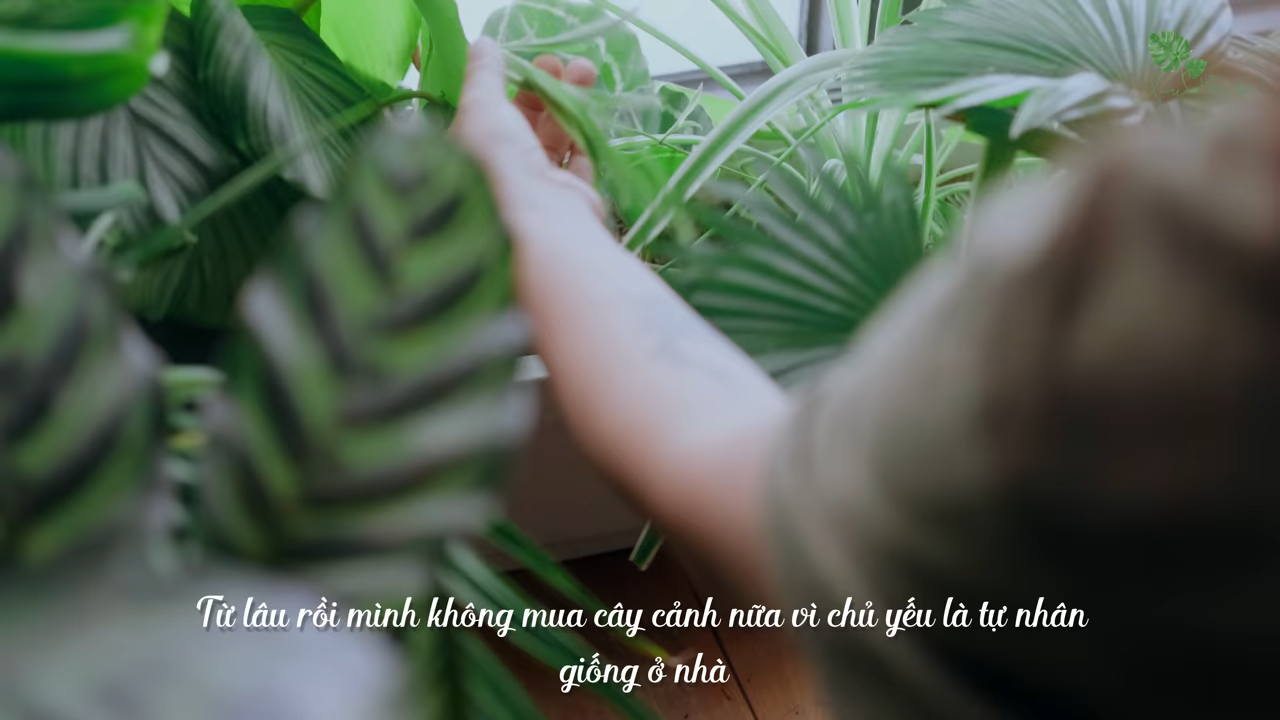 Từ lâu rồi mình không mua cây cảnh nữa vì chủ yếu là tự nhân
giống ở nhà